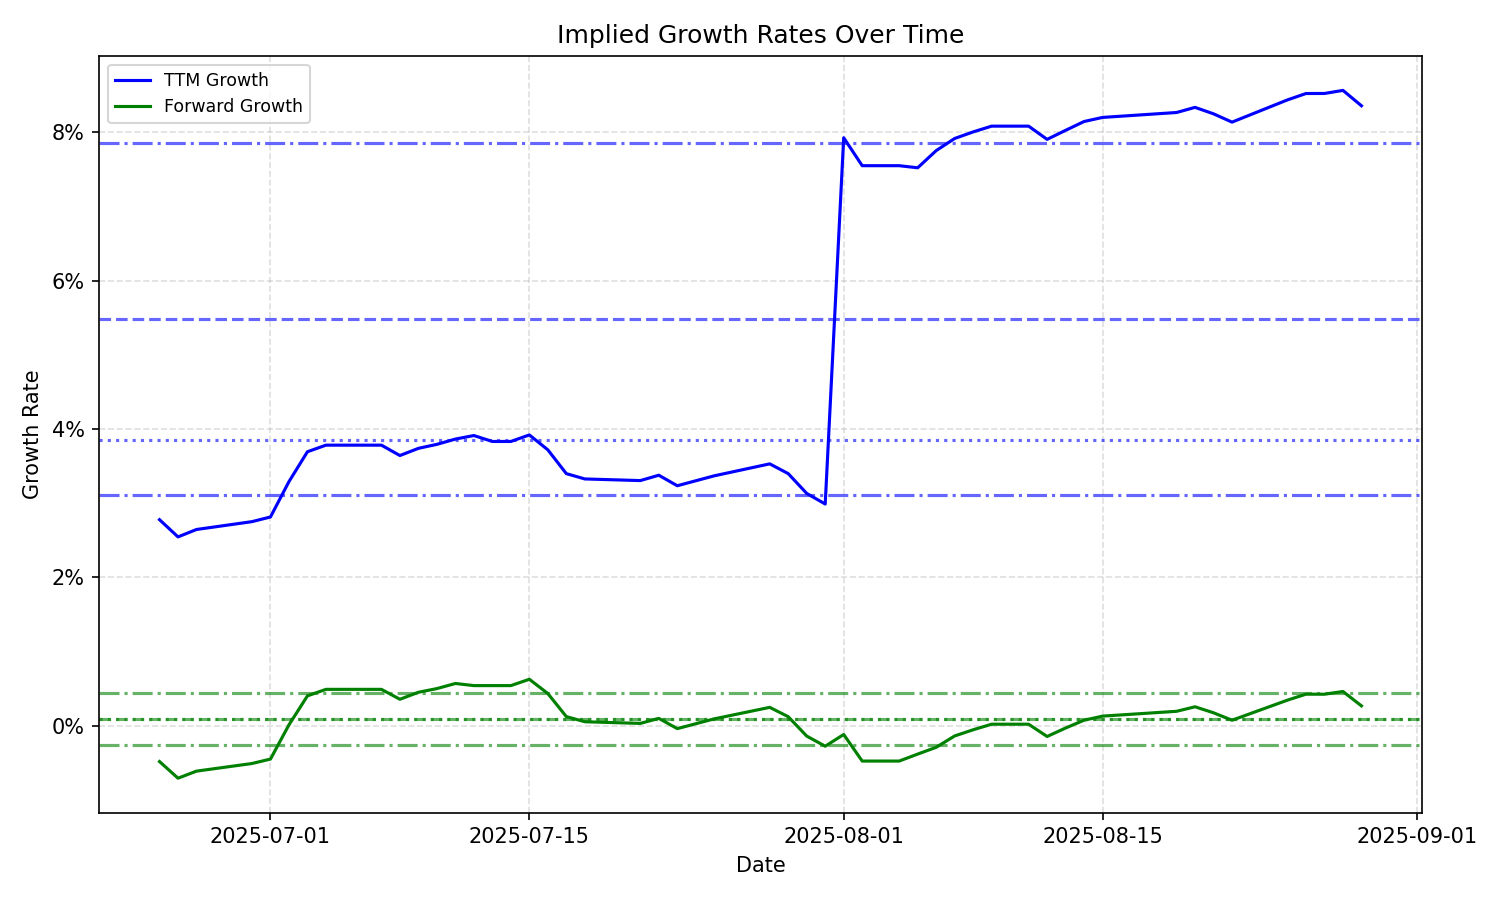 Implied Growth Rates Over Time
TTM Growth
Forward Growth
8%
6%
4%
2%
0%
Growth Rate
2025-07-01
2025-07-15
2025-08-01
2025-08-15
2025-09-01
Date